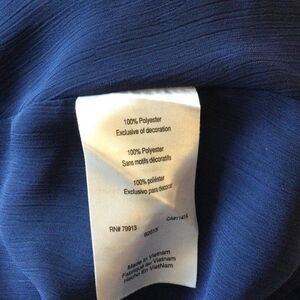 100% Polyester
Exclusive of decoration
100% Polyester
Sans motifs décoratifs
100% poliéster
Exclusivo para decorar
RN# 79913
Made in Vietnam
Fabriqué au Vietnam
Hecho En VietNam